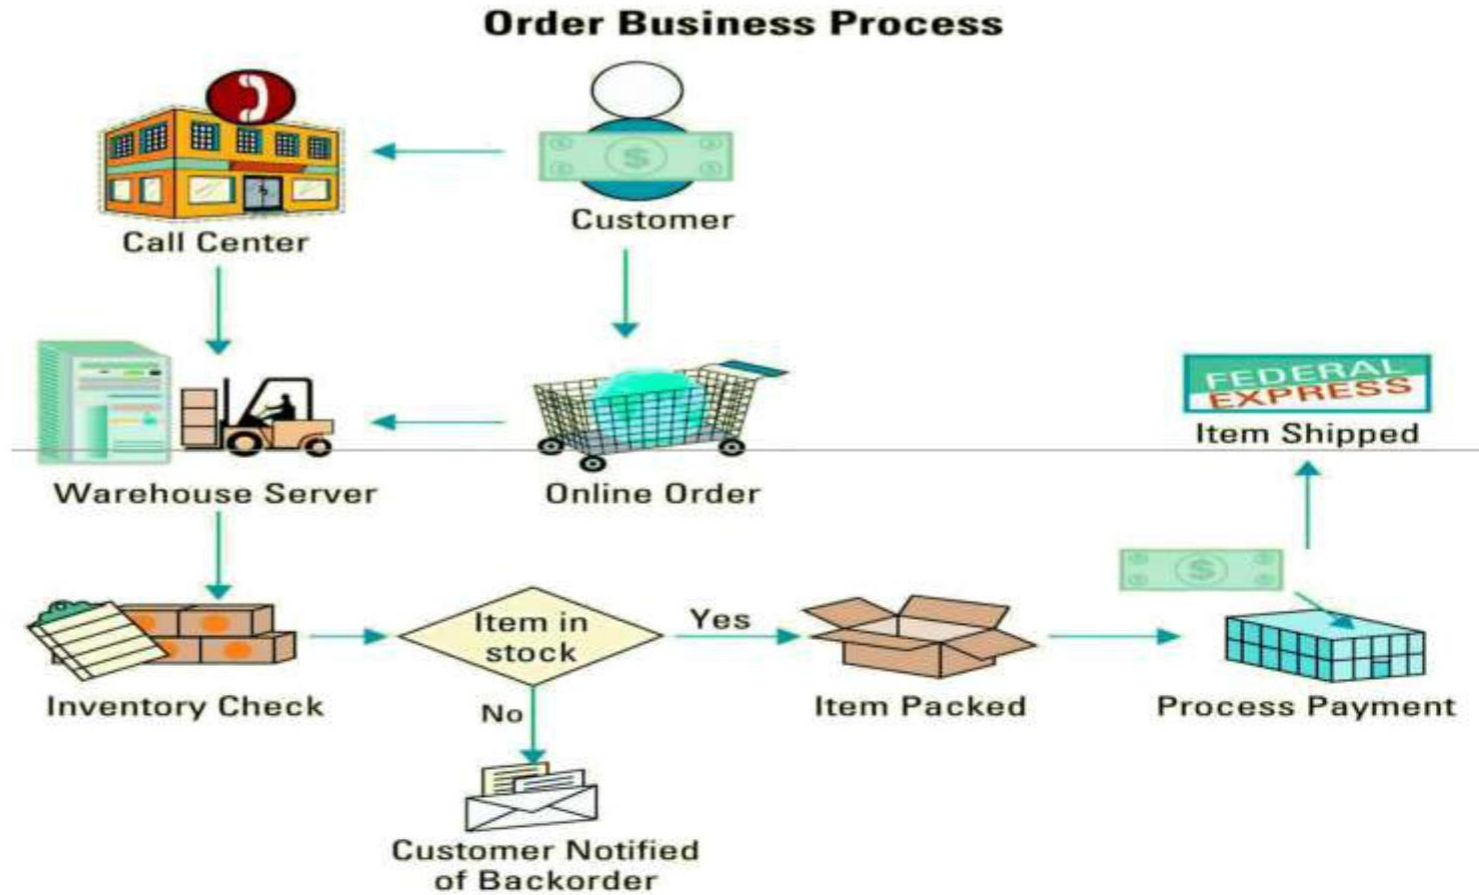 Order Business Process
Customer
Call Center
FEDERAL
EXPRESS
Item Shipped
Warehouse Server
Online Order
$
$
Item in
stock
Yes
No
Inventory Check
Item Packed
Process Payment
Customer Notified
of Backorder